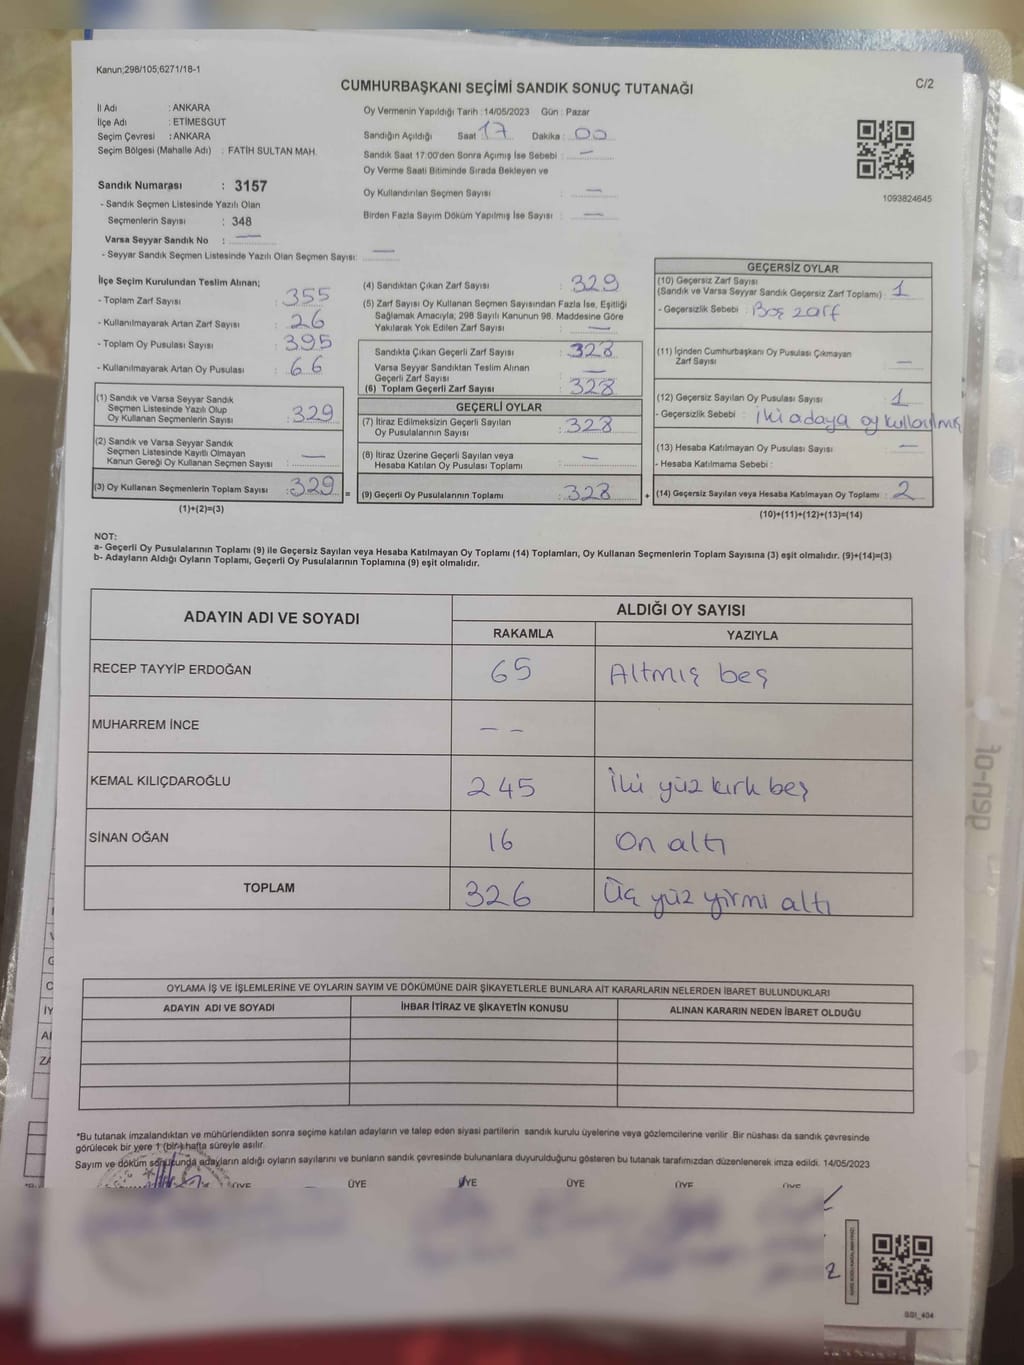 Kanun;298/105;6271/18-1
CUMHURBAŞKANI SEÇİMİ SANDIK SONUÇ TUTANAĞI
C/2
İl Adı : ANKARA
İlçe Adı : ETİMESGUT
Seçim Çevresi : ANKARA
Seçim Bölgesi (Mahalle Adı) : FATİH SULTAN MAH.
Sandık Numarası : 3157
- Sandık Seçmen Listesinde Yazılı Olan
Seçmenlerin Sayısı : 348
Varsa Seyyar Sandık No : —
- Seyyar Sandık Seçmen Listesinde Yazılı Olan Seçmen Sayısı: —
Oy Vermenin Yapıldığı Tarih : 14/05/2023 Gün : Pazar
Sandığın Açıldığı Saat 17 Dakika : 00
Sandık Saat 17:00'den Sonra Açımış İse Sebebi : —
Oy Verme Saati Bitiminde Sırada Bekleyen ve
Oy Kullandırılan Seçmen Sayısı : —
Birden Fazla Sayım Döküm Yapılmış İse Sayısı : —
1093824645
İlçe Seçim Kurulundan Teslim Alınan;
- Toplam Zarf Sayısı : 355
- Kullanılmayarak Artan Zarf Sayısı : 26
- Toplam Oy Pusulası Sayısı : 395
- Kullanılmayarak Artan Oy Pusulası : 66
(1) Sandık ve Varsa Seyyar Sandık
Seçmen Listesinde Yazılı Olup
Oy Kullanan Seçmenlerin Sayısı : 329
(2) Sandık ve Varsa Seyyar Sandık
Seçmen Listesinde Kayıtlı Olmayan
Kanun Gereği Oy Kullanan Seçmen Sayısı : —
(3) Oy Kullanan Seçmenlerin Toplam Sayısı : 329 =
(1)+(2)=(3)
(4) Sandıktan Çıkan Zarf Sayısı : 329
(5) Zarf Sayısı Oy Kullanan Seçmen Sayısından Fazla İse, Eşitliği
Sağlamak Amacıyla; 298 Sayılı Kanunun 98. Maddesine Göre
Yakılarak Yok Edilen Zarf Sayısı : —
Sandıkta Çıkan Geçerli Zarf Sayısı : 328
Varsa Seyyar Sandıktan Teslim Alınan
Geçerli Zarf Sayısı : —
(6) Toplam Geçerli Zarf Sayısı : 328
GEÇERLİ OYLAR
(7) İtiraz Edilmeksizin Geçerli Sayılan
Oy Pusulalarının Sayısı : 328
(8) İtiraz Üzerine Geçerli Sayılan veya
Hesaba Katılan Oy Pusulası Toplamı : —
(9) Geçerli Oy Pusulalarının Toplamı : 328 +
GEÇERSİZ OYLAR
(10) Geçersiz Zarf Sayısı
(Sandık ve Varsa Seyyar Sandık Geçersiz Zarf Toplamı) : 1
- Geçersizlik Sebebi : Boş zarf
(11) İçinden Cumhurbaşkanı Oy Pusulası Çıkmayan
Zarf Sayısı : —
(12) Geçersiz Sayılan Oy Pusulası Sayısı : 1
- Geçersizlik Sebebi : İki adaya oy kullanılmış
(13) Hesaba Katılmayan Oy Pusulası Sayısı : —
- Hesaba Katılmama Sebebi :
(14) Geçersiz Sayılan veya Hesaba Katılmayan Oy Toplamı : 2
(10)+(11)+(12)+(13)=(14)
NOT:
a- Geçerli Oy Pusulalarının Toplamı (9) ile Geçersiz Sayılan veya Hesaba Katılmayan Oy Toplamı (14) Toplamları, Oy Kullanan Seçmenlerin Toplam Sayısına (3) eşit olmalıdır. (9)+(14)=(3)
b- Adayların Aldığı Oyların Toplamı, Geçerli Oy Pusulalarının Toplamına (9) eşit olmalıdır.
ADAYIN ADI VE SOYADI
ALDIĞI OY SAYISI
RAKAMLA YAZIYLA
RECEP TAYYİP ERDOĞAN 65 Altmış beş
MUHARREM İNCE — —
KEMAL KILIÇDAROĞLU 245 İki yüz kırk beş
SİNAN OĞAN 16 On altı
TOPLAM 326 Üç yüz yirmi altı
OYLAMA İŞ VE İŞLEMLERİNE VE OYLARIN SAYIM VE DÖKÜMÜNE DAİR ŞİKAYETLERLE BUNLARA AİT KARARLARIN NELERDEN İBARET BULUNDUKLARI
ADAYIN ADI VE SOYADI İHBAR İTİRAZ VE ŞİKAYETİN KONUSU ALINAN KARARIN NEDEN İBARET OLDUĞU
*Bu tutanak imzalandıktan ve mühürlendikten sonra seçime katılan adayların ve talep eden siyasi partilerin sandık kurulu üyelerine veya gözlemcilerine verilir. Bir nüshası da sandık çevresinde
görülecek bir yere 1 (bir) hafta süreyle asılır.
Sayım ve döküm sonucunda adayların aldığı oyların sayılarını ve bunların sandık çevresinde bulunanlara duyurulduğunu gösteren bu tutanak tarafımızdan düzenlenerek imza edildi. 14/05/2023
ÜYE ÜYE ÜYE ÜYE ÜYE ÜYE